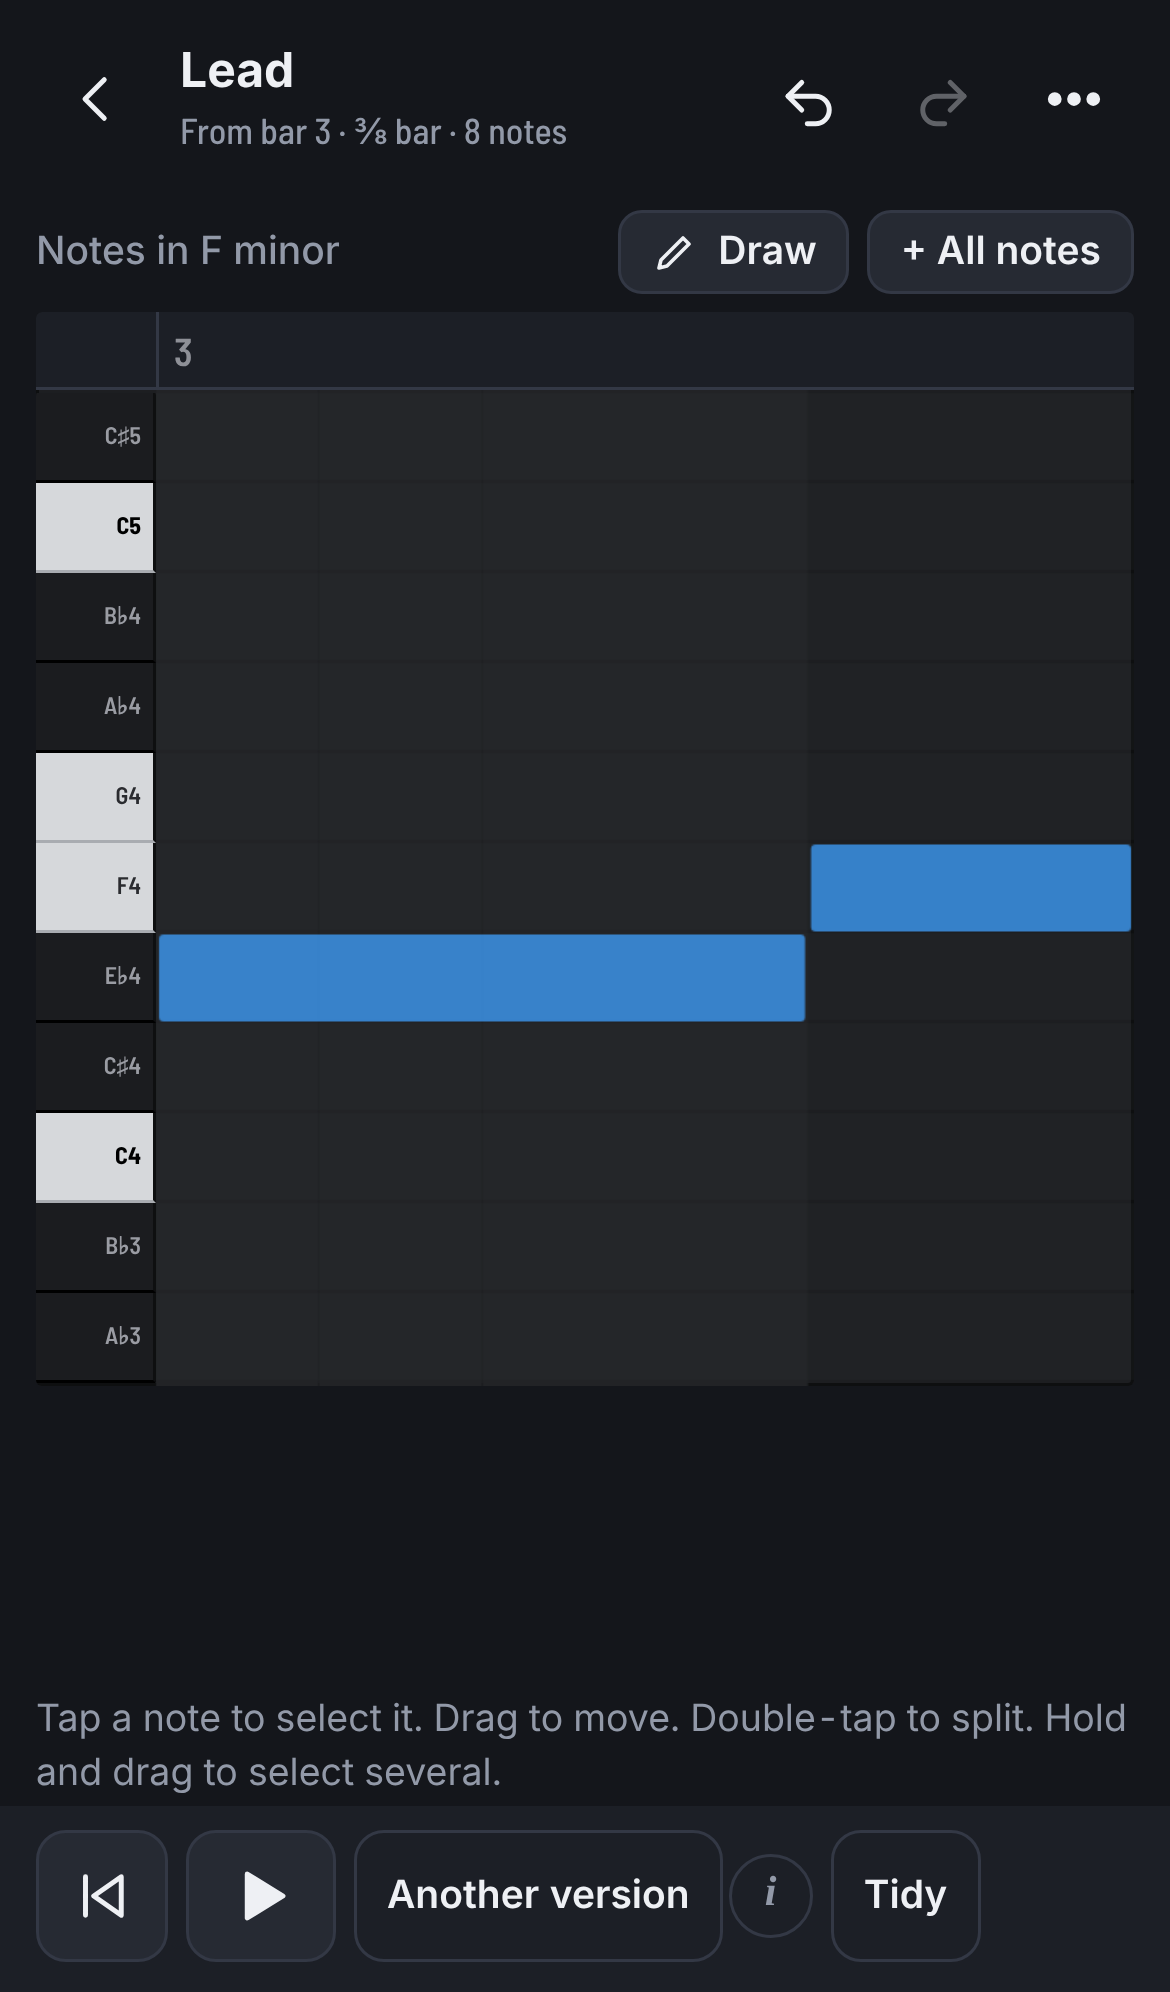 Lead
From bar 3 · ⅜ bar · 8 notes
Notes in F minor
Draw
+ All notes
3
C♯5
C5
B♭4
A♭4
G4
F4
E♭4
C♯4
C4
B♭3
A♭3
Tap a note to select it. Drag to move. Double-tap to split. Hold
and drag to select several.
Another version
i
Tidy